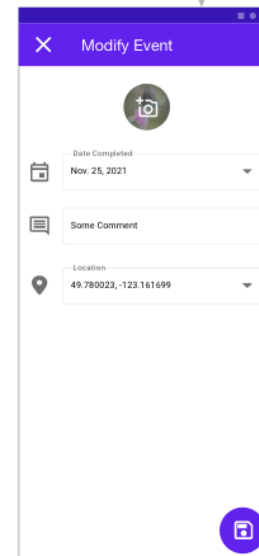 Modify Event
Date Completed
Nov. 25, 2021
Some Comment
Location
49.780023, -123.161699